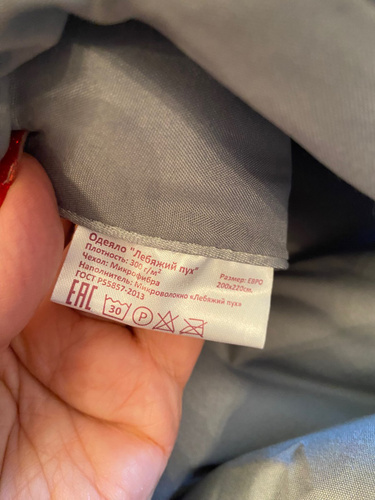 Одеяло "Лебяжий пух"
Плотность: 300 г/м²
Чехол: Микрофибра
Размер: ЕВРО
200х220см.
Наполнитель: Микроволокно «Лебяжий пух»
ГОСТ Р55857-2013
EAC 30 P